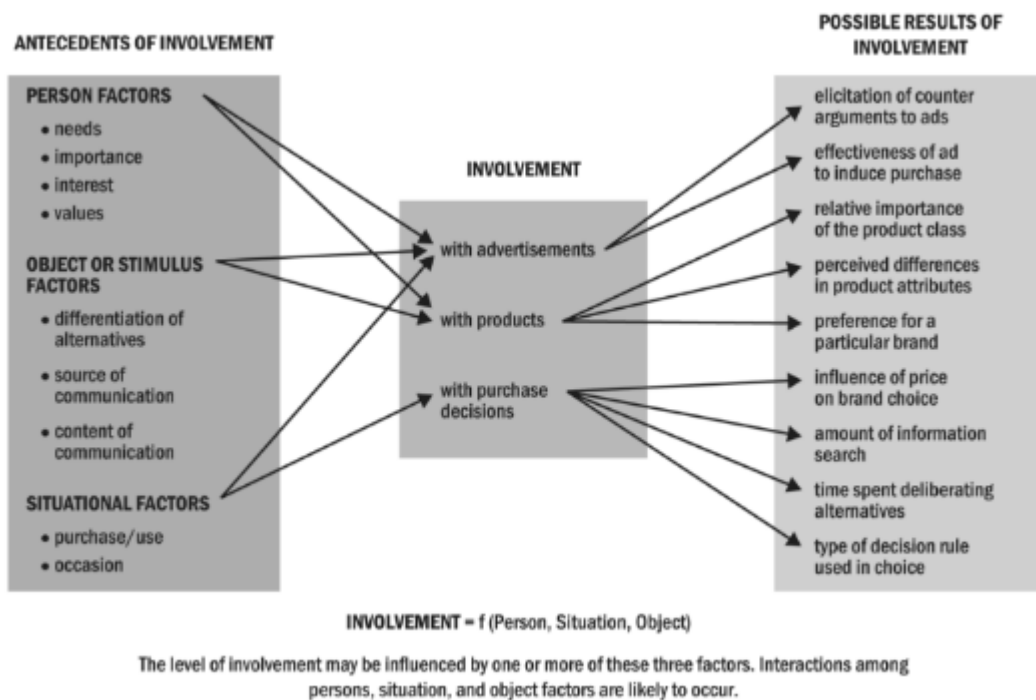 ANTECEDENTS OF INVOLVEMENT
PERSON FACTORS
• needs
• importance
• interest
• values
OBJECT OR STIMULUS
FACTORS
• differentiation of
alternatives
• source of
communication
• content of
communication
SITUATIONAL FACTORS
• purchase/use
• occasion
INVOLVEMENT
with advertisements
with products
with purchase
decisions
POSSIBLE RESULTS OF
INVOLVEMENT
elicitation of counter
arguments to ads
effectiveness of ad
to induce purchase
relative importance
of the product class
perceived differences
in product attributes
preference for a
particular brand
influence of price
on brand choice
amount of information
search
time spent deliberating
alternatives
type of decision rule
used in choice
INVOLVEMENT = f (Person, Situation, Object)
The level of involvement may be influenced by one or more of these three factors. Interactions among
persons, situation, and object factors are likely to occur.